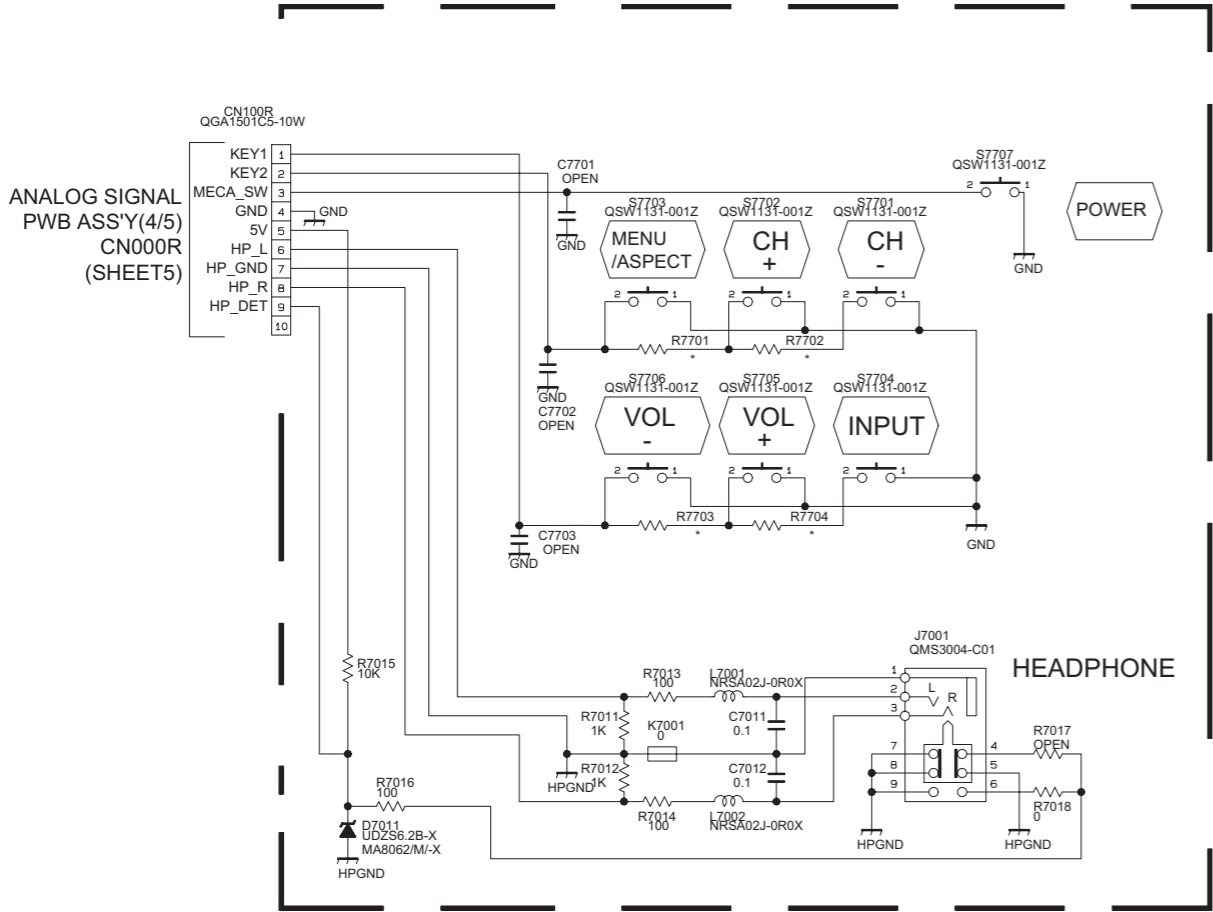 CN100R
QGA1501C5-10W
ANALOG SIGNAL
PWB ASS'Y(4/5)
CN000R
(SHEET5)
KEY1 1
KEY2 2
MECA_SW 3
GND 4 GND
5V 5
HP_L 6
HP_GND 7
HP_R 8
HP_DET 9
10
C7701
OPEN
GND
S7707
QSW1131-001Z
2 1
GND
POWER
S7703
QSW1131-001Z
MENU
/ASPECT
2 1
S7702
QSW1131-001Z
CH
+
2 1
S7701
QSW1131-001Z
CH
-
2 1
R7701
*
R7702
*
GND
C7702
OPEN
S7706
QSW1131-001Z
VOL
-
2 1
S7705
QSW1131-001Z
VOL
+
2 1
S7704
QSW1131-001Z
INPUT
2 1
R7703
*
R7704
*
C7703
OPEN
GND
GND
R7015
10K
R7016
100
D7011
UDZS6.2B-X
MA8062/M/-X
HPGND
R7013
100
L7001
NRSA02J-0R0X
R7011
1K
K7001
0
C7011
0.1
HPGND
R7012
1K
C7012
0.1
R7014
100
L7002
NRSA02J-0R0X
J7001
QMS3004-C01
HEADPHONE
1
2 L
3 R
7 4
8 5
9 6
R7017
OPEN
R7018
0
HPGND
HPGND